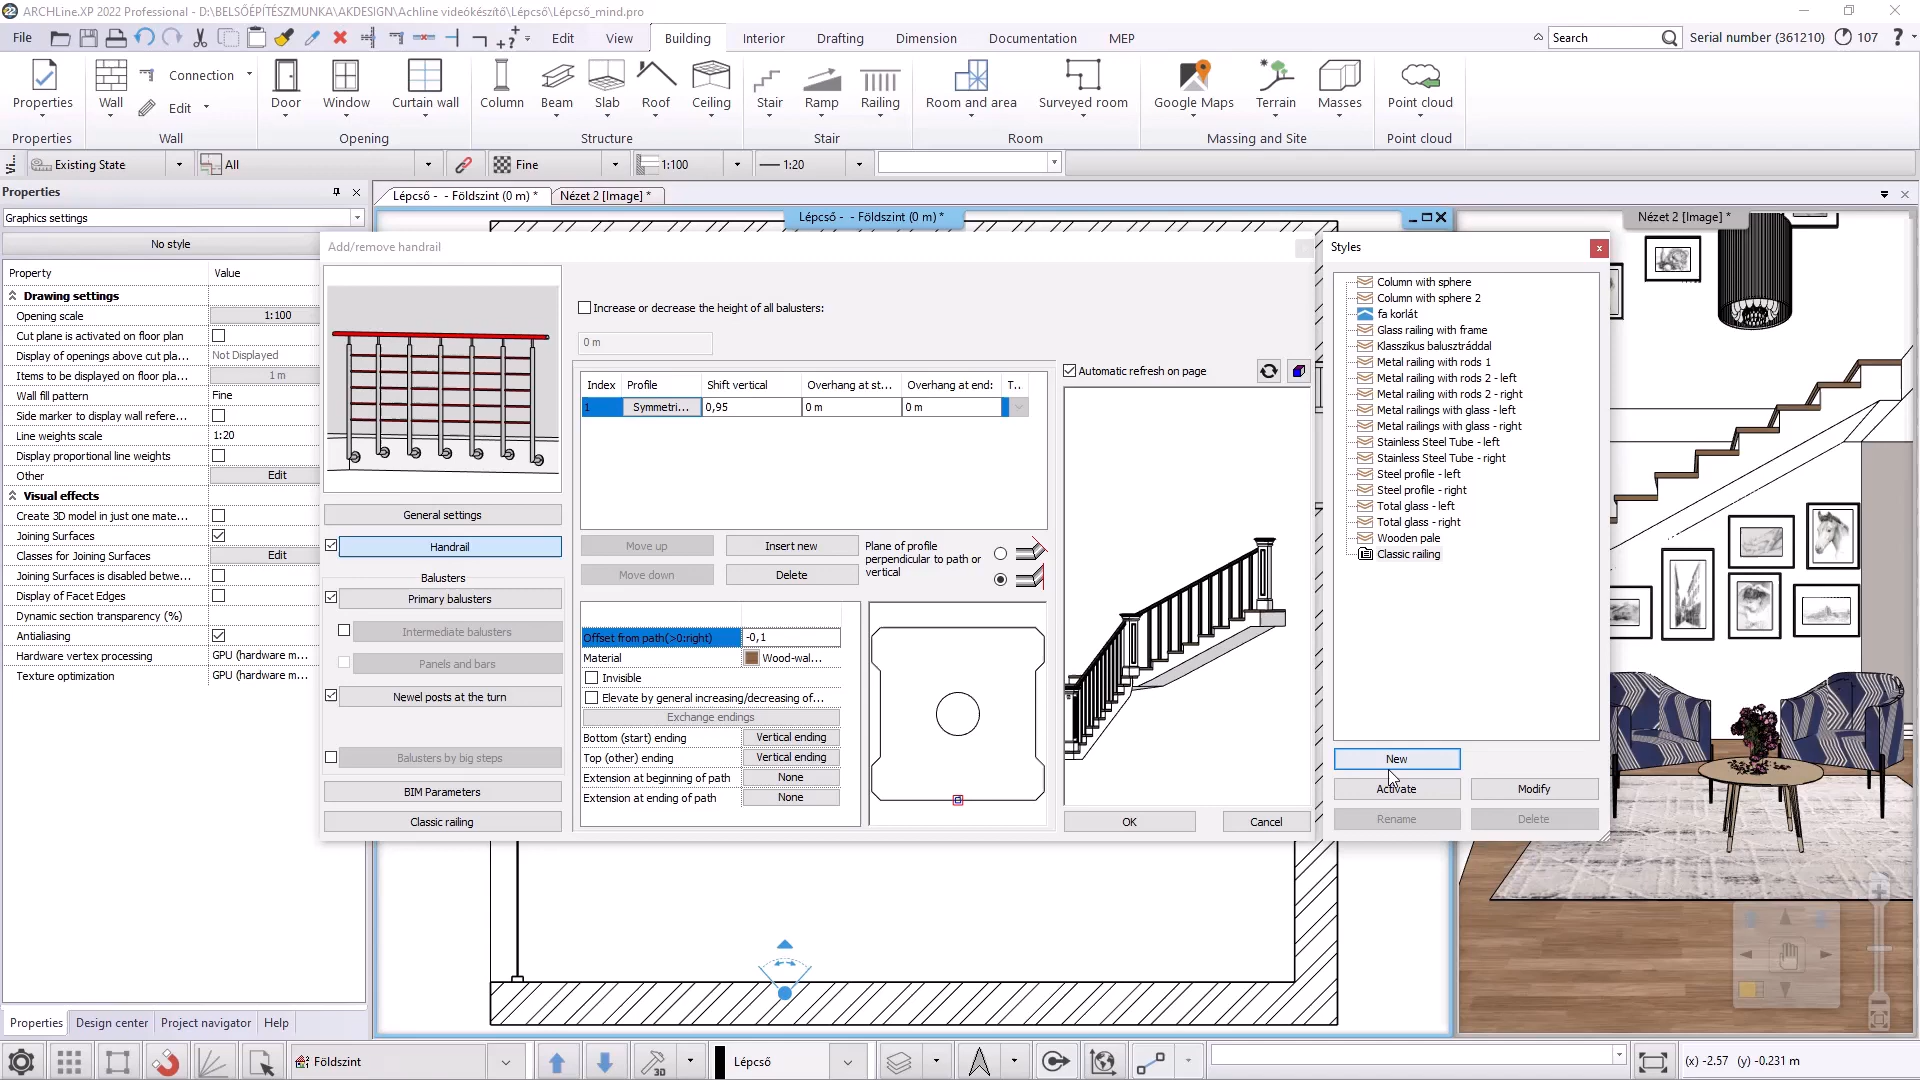 ARCHLine.XP 2022 Professional - D:\BELSŐÉPÍTÉSZMUNKA\AKDESIGN\Achline videókészítő\Lépcső\Lépcső_mind.pro
File
Edit
View
Building
Interior
Drafting
Dimension
Documentation
MEP
Search
Serial number (361210)
107
?
Properties
Wall
Connection
Edit
Door
Window
Curtain wall
Column
Beam
Slab
Roof
Ceiling
Stair
Ramp
Railing
Room and area
Surveyed room
Google Maps
Terrain
Masses
Point cloud
Properties
Wall
Opening
Structure
Stair
Room
Massing and Site
Point cloud
Existing State
All
Fine
1:100
1:20
Properties
Lépcső - - Földszint (0 m) *
Nézet 2 [Image] *
Graphics settings
Lépcső - - Földszint (0 m) *
Nézet 2 [Image] *
No style
Property Value
Drawing settings
Opening scale 1:100
Cut plane is activated on floor plan
Display of openings above cut pla... Not Displayed
Items to be displayed on floor pla... 1 m
Wall fill pattern Fine
Side marker to display wall refere...
Line weights scale 1:20
Display proportional line weights
Other Edit
Visual effects
Create 3D model in just one mate...
Joining Surfaces
Classes for Joining Surfaces Edit
Joining Surfaces is disabled betwe...
Display of Facet Edges
Dynamic section transparency (%)
Antialiasing
Hardware vertex processing GPU (hardware m...
Texture optimization GPU (hardware m...
Add/remove handrail
General settings
Handrail
Balusters
Primary balusters
Intermediate balusters
Panels and bars
Newel posts at the turn
Balusters by big steps
BIM Parameters
Classic railing
Increase or decrease the height of all balusters:
0 m
Index Profile Shift vertical Overhang at st... Overhang at end: T..
1 Symmetri... 0,95 0 m 0 m
Move up
Insert new
Move down
Delete
Plane of profile
perpendicular to path or
vertical
Offset from path(>0:right) -0,1
Material Wood-wal...
Invisible
Elevate by general increasing/decreasing of...
Exchange endings
Bottom (start) ending Vertical ending
Top (other) ending Vertical ending
Extension at beginning of path None
Extension at ending of path None
Automatic refresh on page
OK
Cancel
Styles
Column with sphere
Column with sphere 2
fa korlát
Glass railing with frame
Klasszikus balusztráddal
Metal railing with rods 1
Metal railing with rods 2 - left
Metal railing with rods 2 - right
Metal railings with glass - left
Metal railings with glass - right
Stainless Steel Tube - left
Stainless Steel Tube - right
Steel profile - left
Steel profile - right
Total glass - left
Total glass - right
Wooden pale
Classic railing
New
Activate
Modify
Rename
Delete
Properties
Design center
Project navigator
Help
Földszint
3D
Lépcső
(x) -2.57 (y) -0.231 m